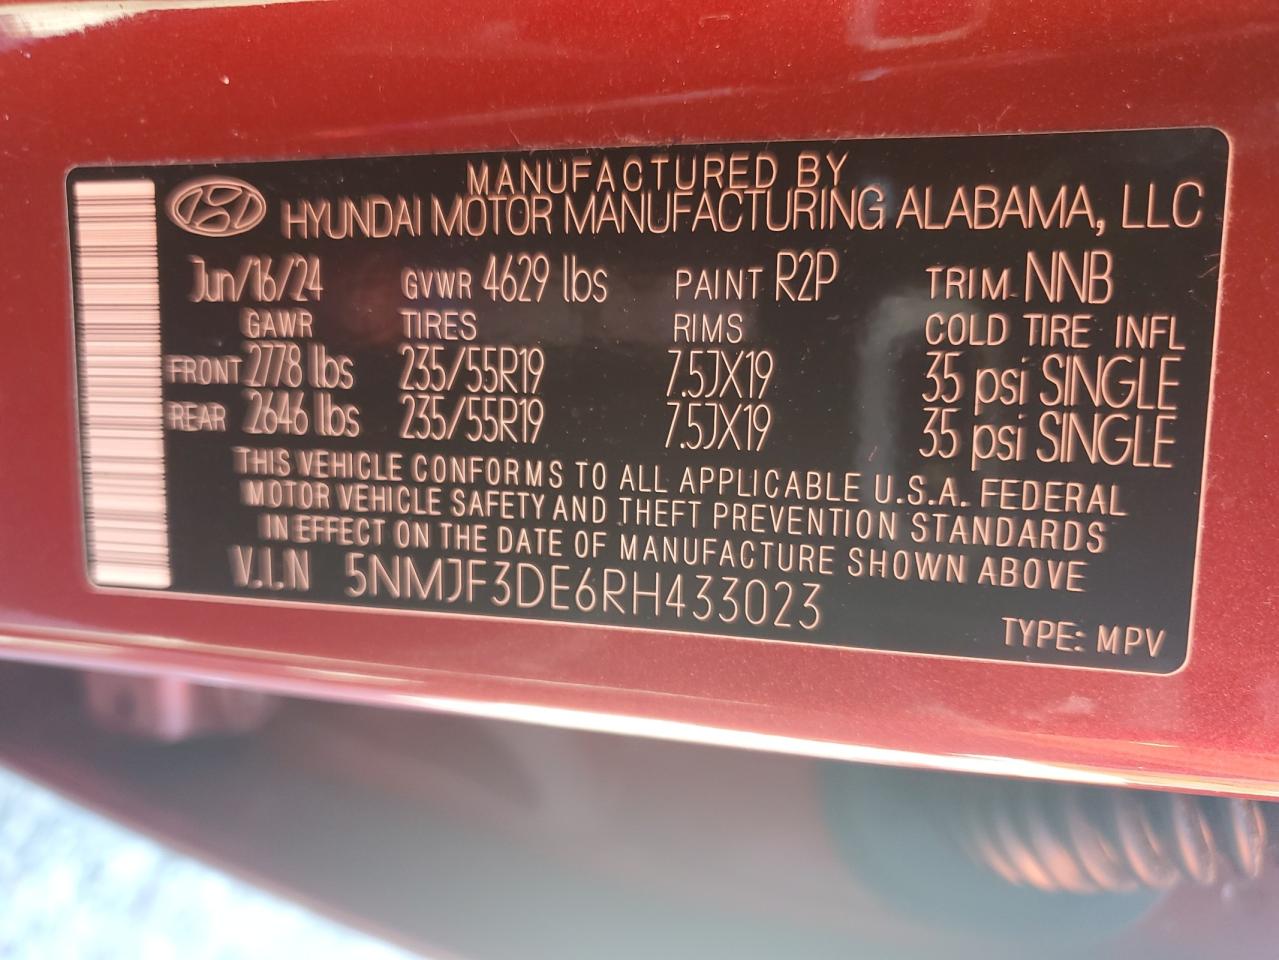 MANUFACTURED BY
HYUNDAI MOTOR MANUFACTURING ALABAMA, LLC
Jun/16/24 GVWR 4629 lbs PAINT R2P TRIM NNB
GAWR TIRES RIMS COLD TIRE INFL
FRONT 2778 lbs 235/55R19 7.5JX19 35 psi SINGLE
REAR 2646 lbs 235/55R19 7.5JX19 35 psi SINGLE
THIS VEHICLE CONFORMS TO ALL APPLICABLE U.S.A. FEDERAL
MOTOR VEHICLE SAFETY AND THEFT PREVENTION STANDARDS
IN EFFECT ON THE DATE OF MANUFACTURE SHOWN ABOVE
V.I.N 5NMJF3DE6RH433023
TYPE: MPV